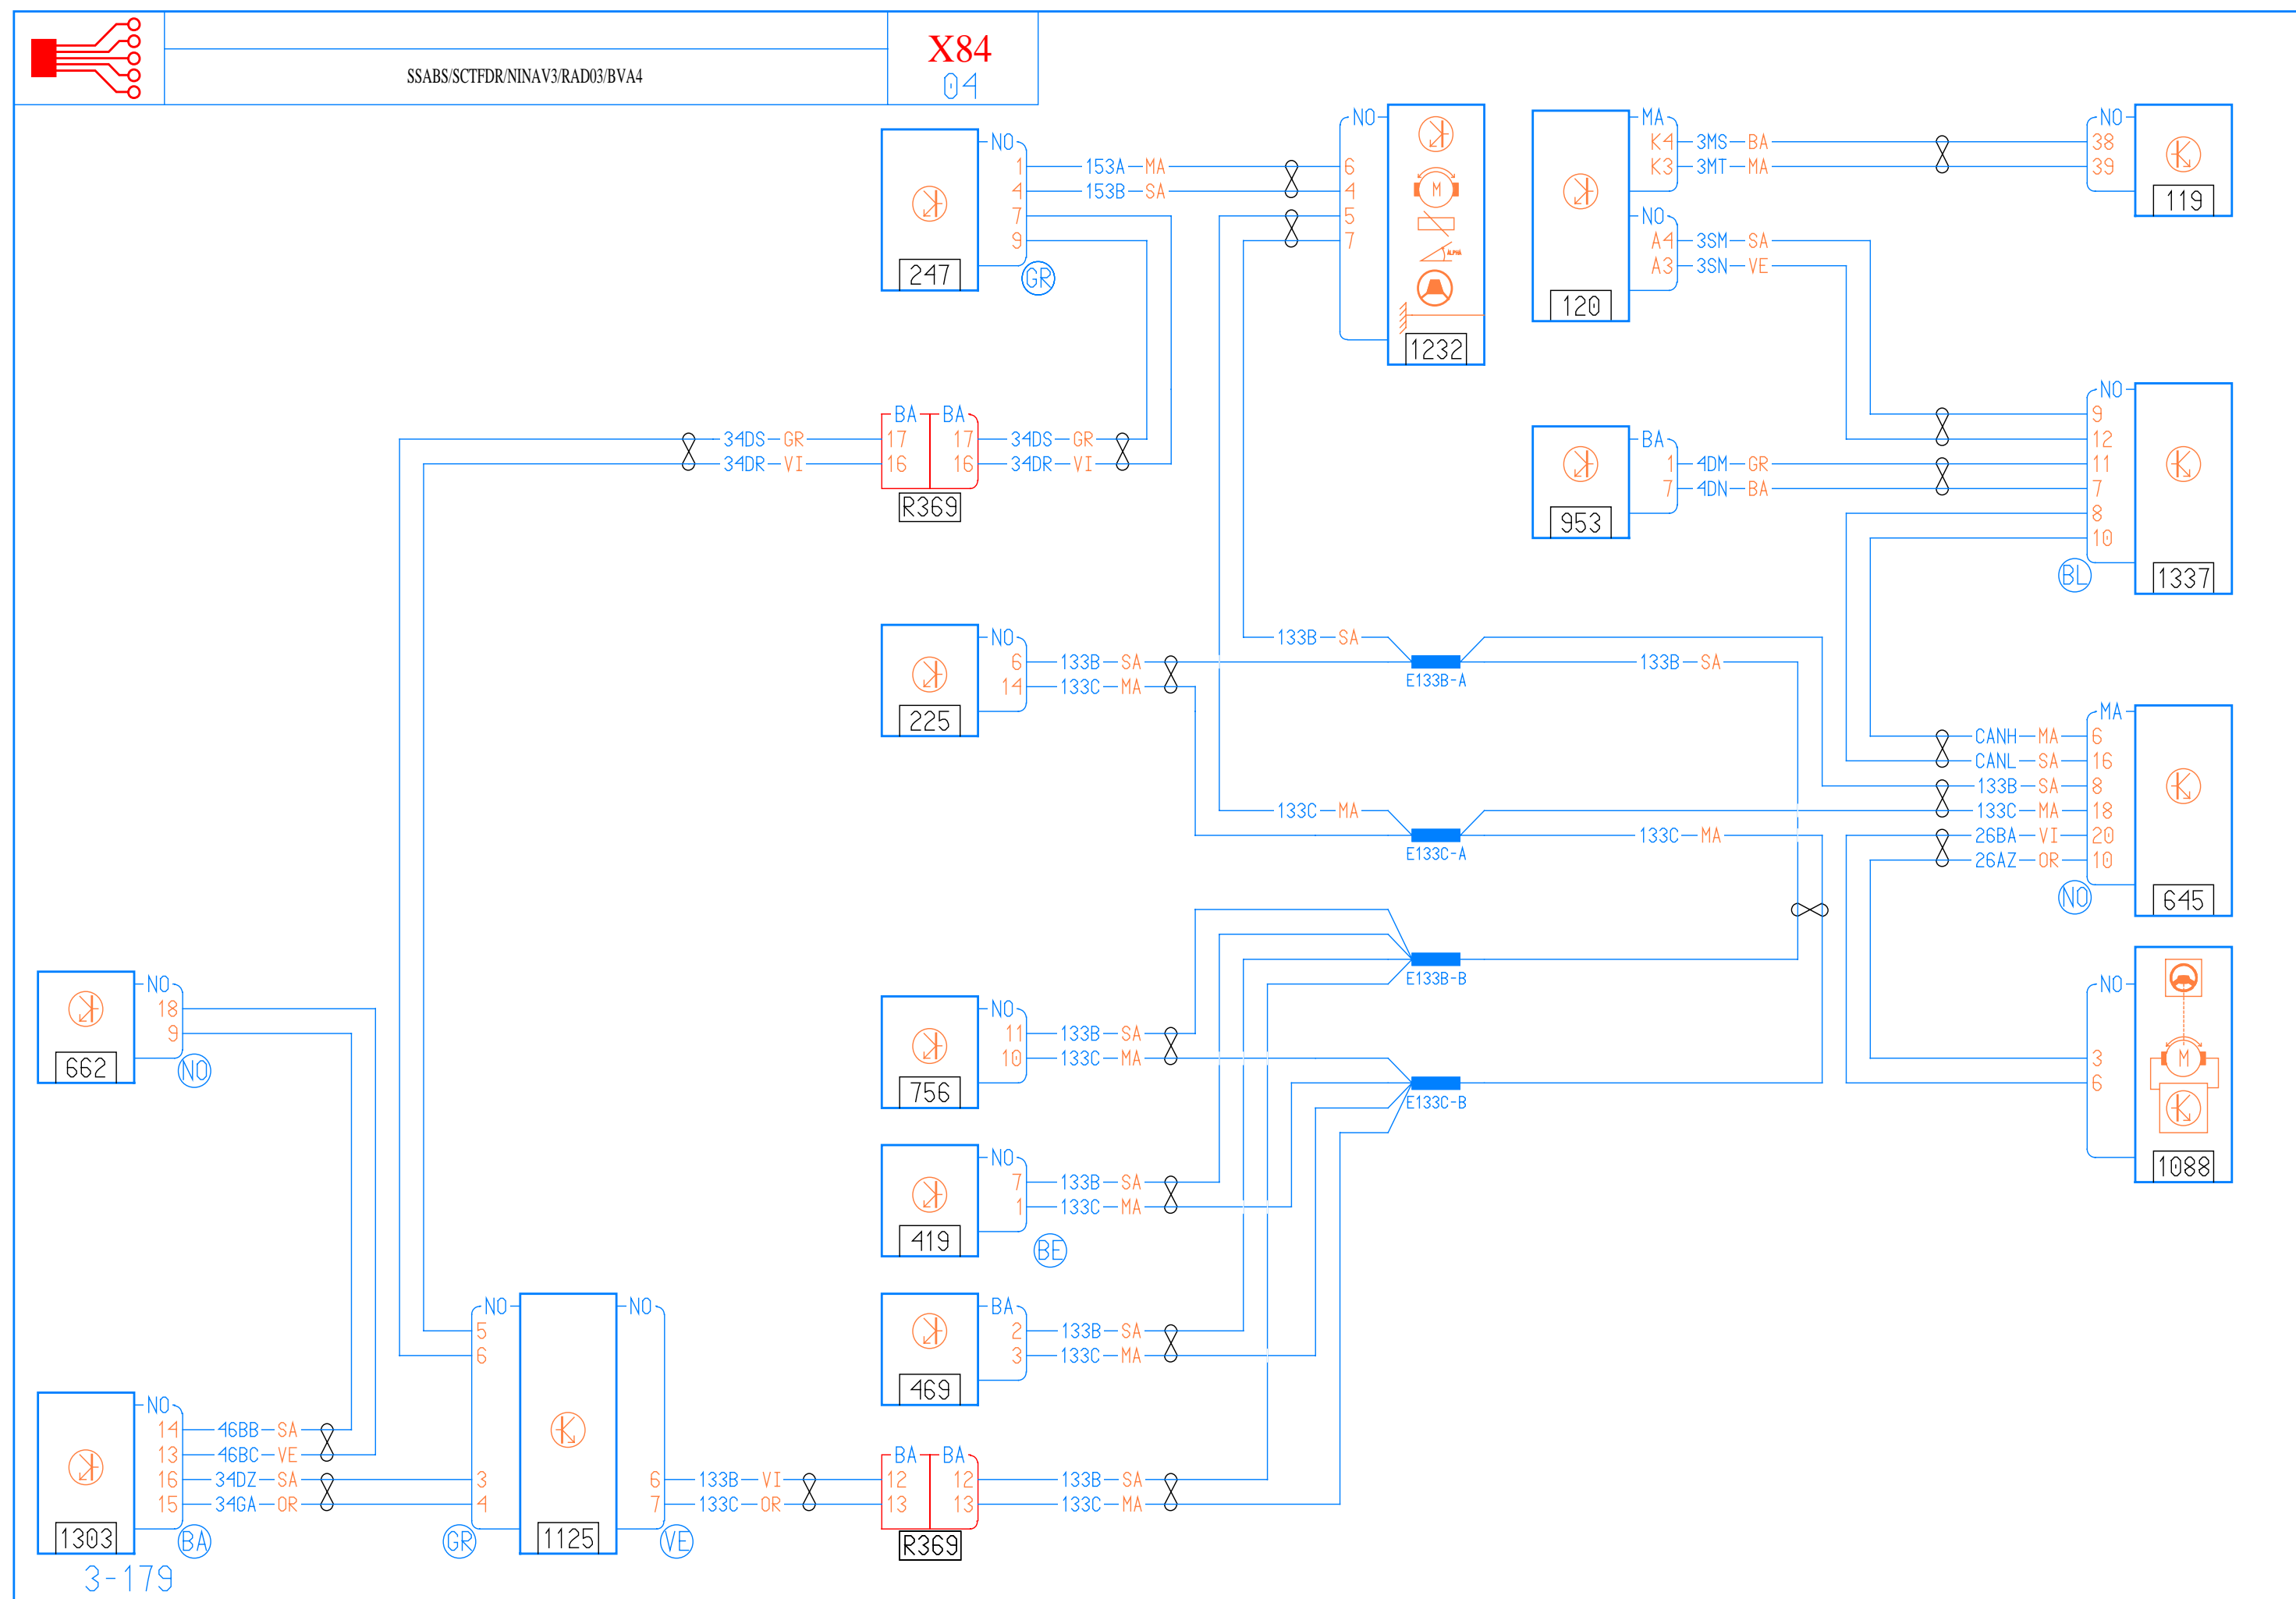 SSABS/SCTFDR/NINAV3/RAD03/BVA4
X84
04
NO
1 153A MA
4 153B SA
7
9
247
GR
NO
6
4
5
7
M
ALPHA
1232
MA
K4 3MS BA
K3 3MT MA
NO
A4 3SM SA
A3 3SN VE
120
NO
38
39
119
34DS GR
34DR VI
BA BA
17 17
16 16
34DS GR
34DR VI
R369
BA
1 4DM GR
7 4DN BA
953
NO
9
12
11
7
8
10
BL
1337
NO
6 133B SA
14 133C MA
225
133B SA
E133B-A
133B SA
133C MA
E133C-A
133C MA
MA
CANH MA 6
CANL SA 16
133B SA 8
133C MA 18
26BA VI 20
26AZ OR 10
NO
645
E133B-B
E133C-B
NO
18
9
662
NO
NO
11 133B SA
10 133C MA
756
NO
3
6
M
1088
NO
7 133B SA
1 133C MA
419
BE
BA
2 133B SA
3 133C MA
469
NO
14 46BB SA
13 46BC VE
16 34DZ SA
15 34GA OR
1303
BA
NO
5
6
3
4
GR
1125
NO
6 133B VI
7 133C OR
VE
BA BA
12 12
13 13
133B SA
133C MA
R369
3-179